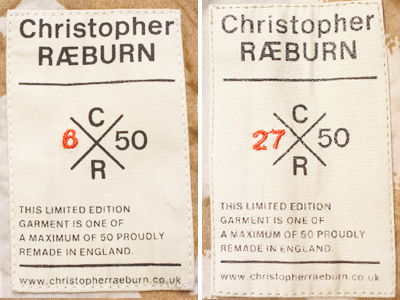 Christopher
RÆBURN
C
6 50
R
THIS LIMITED EDITION
GARMENT IS ONE OF
A MAXIMUM OF 50 PROUDLY
REMADE IN ENGLAND.
www.christopherraeburn.co.uk
Christopher
RÆBURN
C
27 50
R
THIS LIMITED EDITION
GARMENT IS ONE OF
A MAXIMUM OF 50 PROUDLY
REMADE IN ENGLAND.
www.christopherraeburn.co.uk